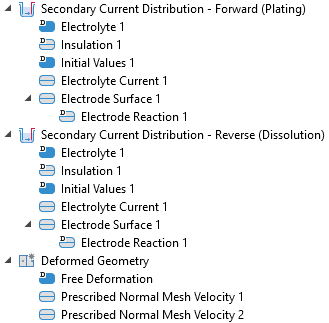 Secondary Current Distribution - Forward (Plating)
D Electrolyte 1
D Insulation 1
D Initial Values 1
Electrolyte Current 1
Electrode Surface 1
D Electrode Reaction 1
Secondary Current Distribution - Reverse (Dissolution)
D Electrolyte 1
D Insulation 1
D Initial Values 1
Electrolyte Current 1
Electrode Surface 1
D Electrode Reaction 1
Deformed Geometry
D Free Deformation
Prescribed Normal Mesh Velocity 1
Prescribed Normal Mesh Velocity 2